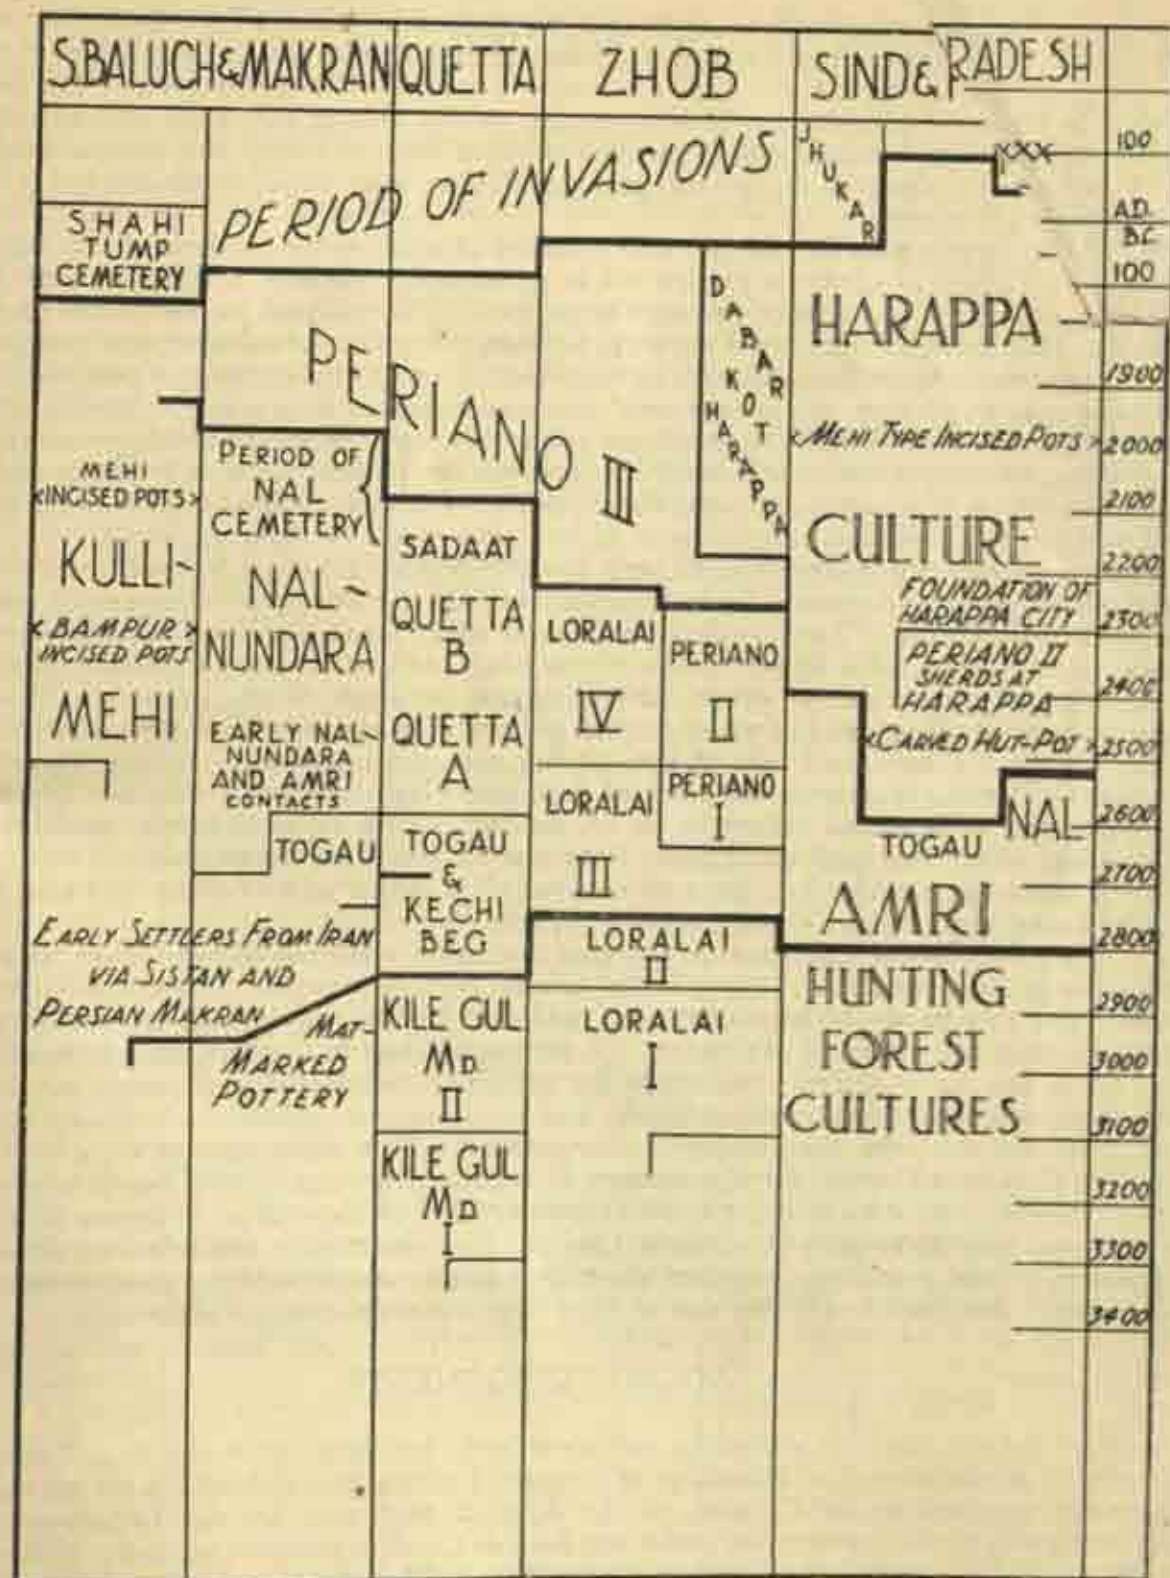 S.BALUCH&MAKRAN
QUETTA
ZHOB
SIND&
RADESH
PERIOD OF INVASIONS
JHUKAR
XXX
100
A.D.
B.C
100
SHAHI
TUMP
CEMETERY
PERIANO III
DABAR
KOT
HARAPPA
HARAPPA
1900
<MEHI TYPE INCISED POTS>
2000
2100
CULTURE
2200
MEHI
<INCISED POTS>
KULLI-
<BAMPUR>
INCISED POTS
MEHI
PERIOD OF
NAL
CEMETERY
NAL-
NUNDARA
EARLY NAL-
NUNDARA
AND AMRI
CONTACTS
TOGAU
SADAAT
QUETTA
B
QUETTA
A
TOGAU
&
KECHI
BEG
LORALAI
IV
LORALAI
III
PERIANO
II
PERIANO
I
FOUNDATION OF
HARAPPA CITY
2300
PERIANO II
SHERDS AT
HARAPPA
2400
<CARVED HUT-POT>
2500
NAL
2600
TOGAU
2700
AMRI
2800
EARLY SETTLERS FROM IRAN
VIA SISTAN AND
PERSIAN MAKRAN
MAT-
MARKED
POTTERY
KILE GUL
MD
II
KILE GUL
MD
I
LORALAI
II
LORALAI
I
HUNTING
FOREST
CULTURES
2900
3000
3100
3200
3300
3400